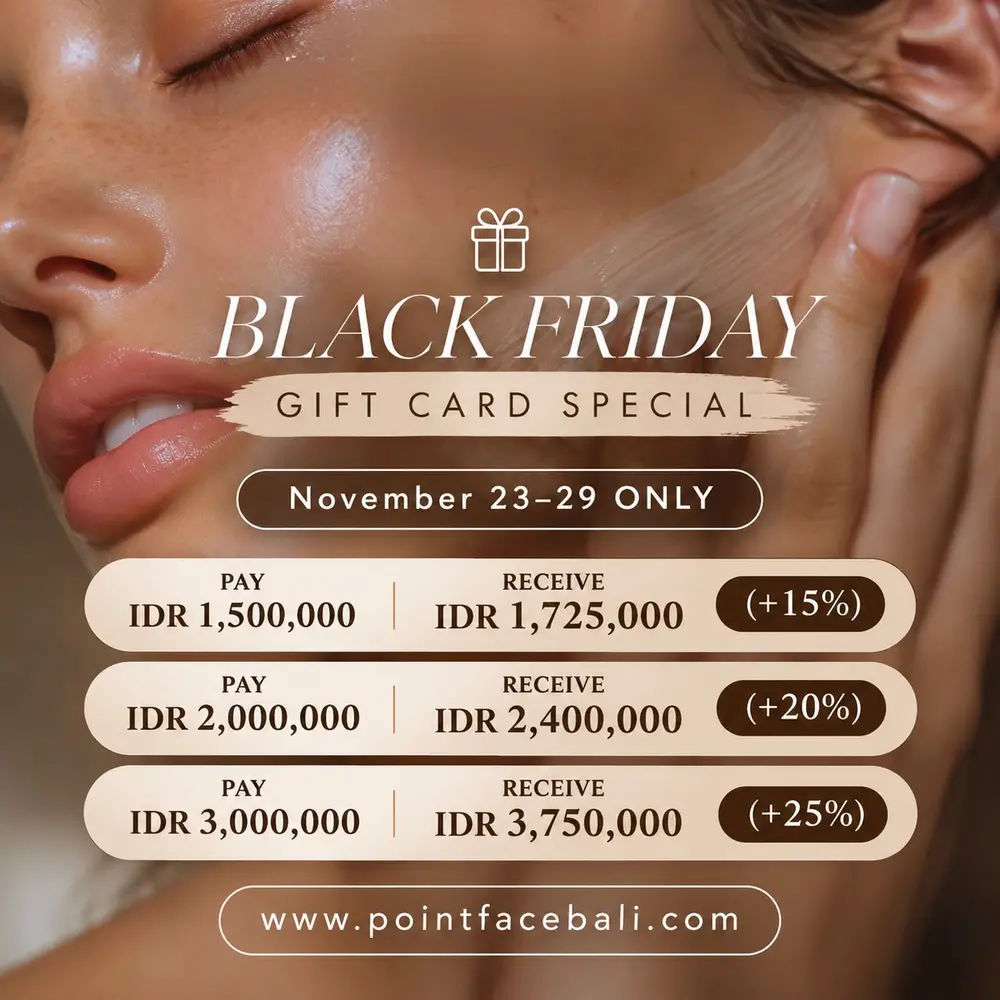 BLACK FRIDAY
GIFT CARD SPECIAL
November 23–29 ONLY
PAY RECEIVE
IDR 1,500,000 IDR 1,725,000 (+15%)
PAY RECEIVE
IDR 2,000,000 IDR 2,400,000 (+20%)
PAY RECEIVE
IDR 3,000,000 IDR 3,750,000 (+25%)
www.pointfacebali.com